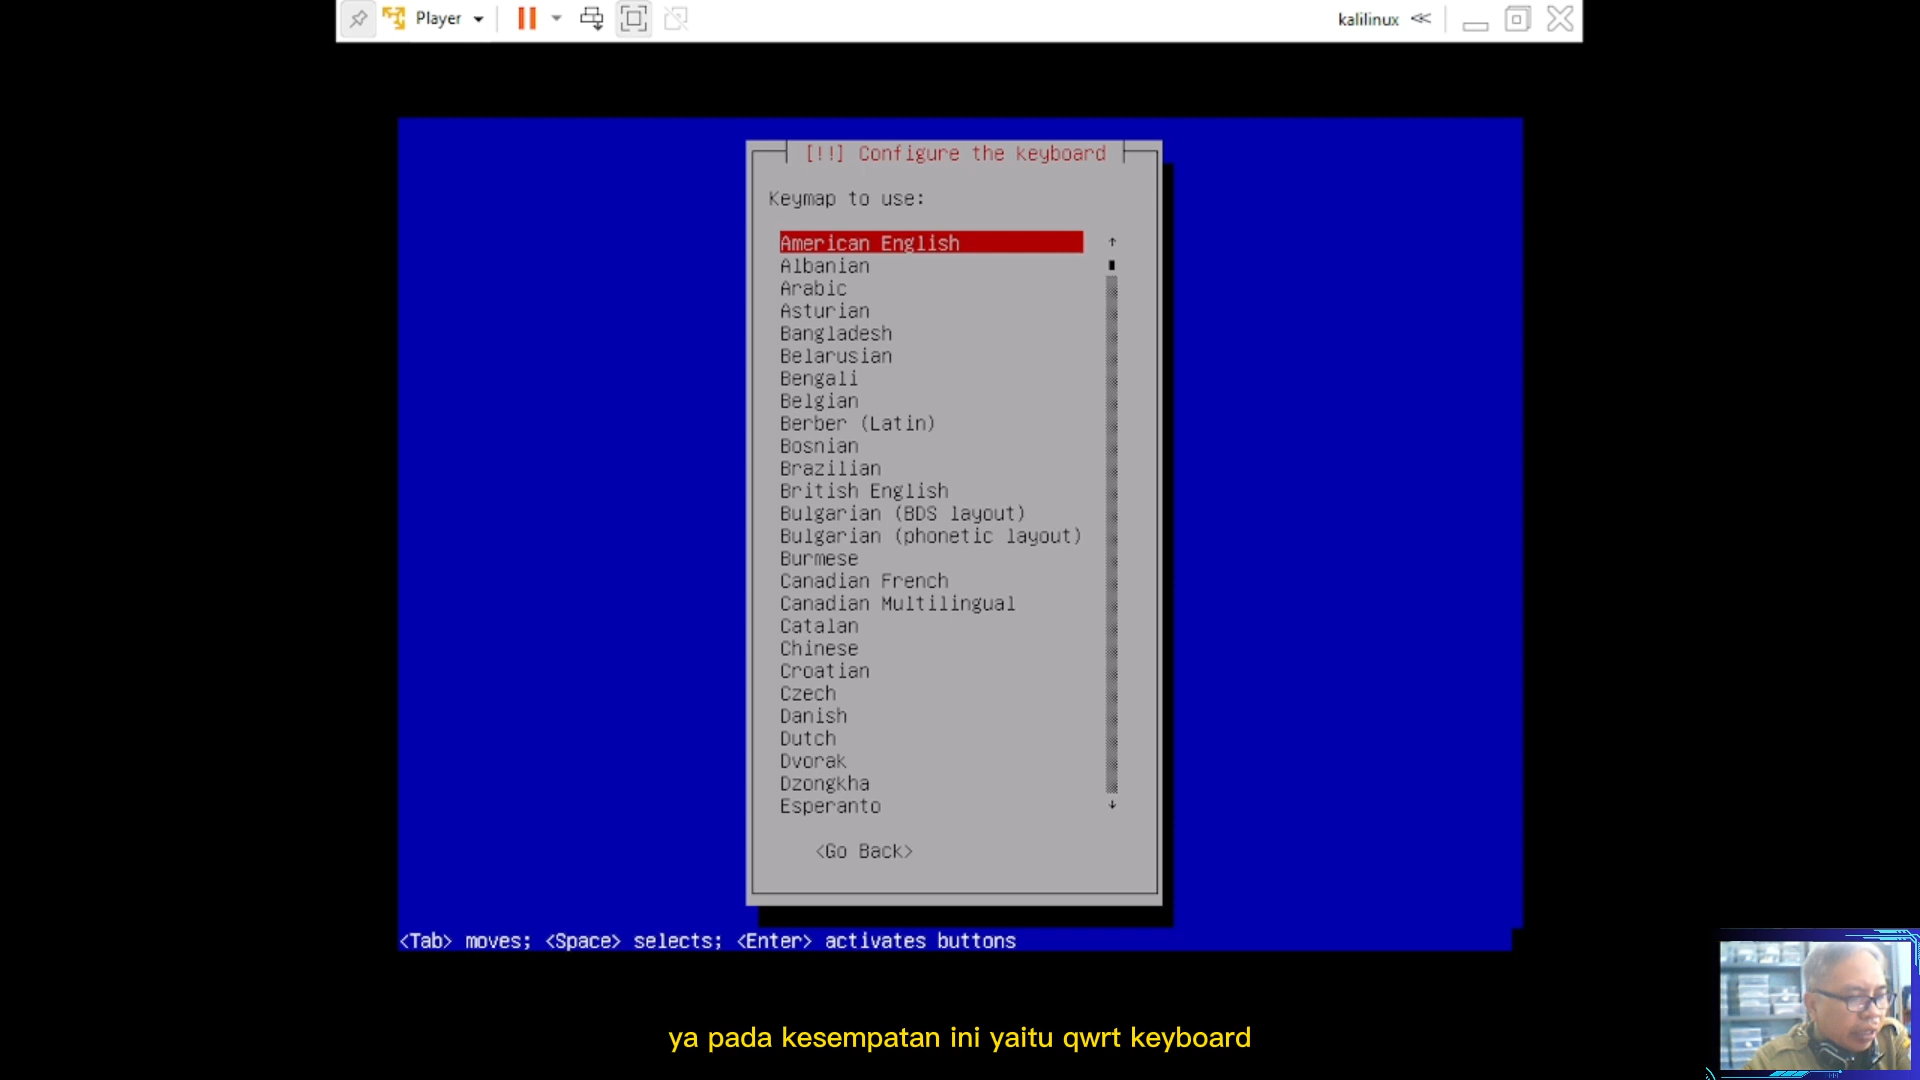 Player
kalilinux
[!!] Configure the keyboard
Keymap to use:
American English
Albanian
Arabic
Asturian
Bangladesh
Belarusian
Bengali
Belgian
Berber (Latin)
Bosnian
Brazilian
British English
Bulgarian (BDS layout)
Bulgarian (phonetic layout)
Burmese
Canadian French
Canadian Multilingual
Catalan
Chinese
Croatian
Czech
Danish
Dutch
Dvorak
Dzongkha
Esperanto
<Go Back>
<Tab> moves; <Space> selects; <Enter> activates buttons
ya pada kesempatan ini yaitu qwrt keyboard